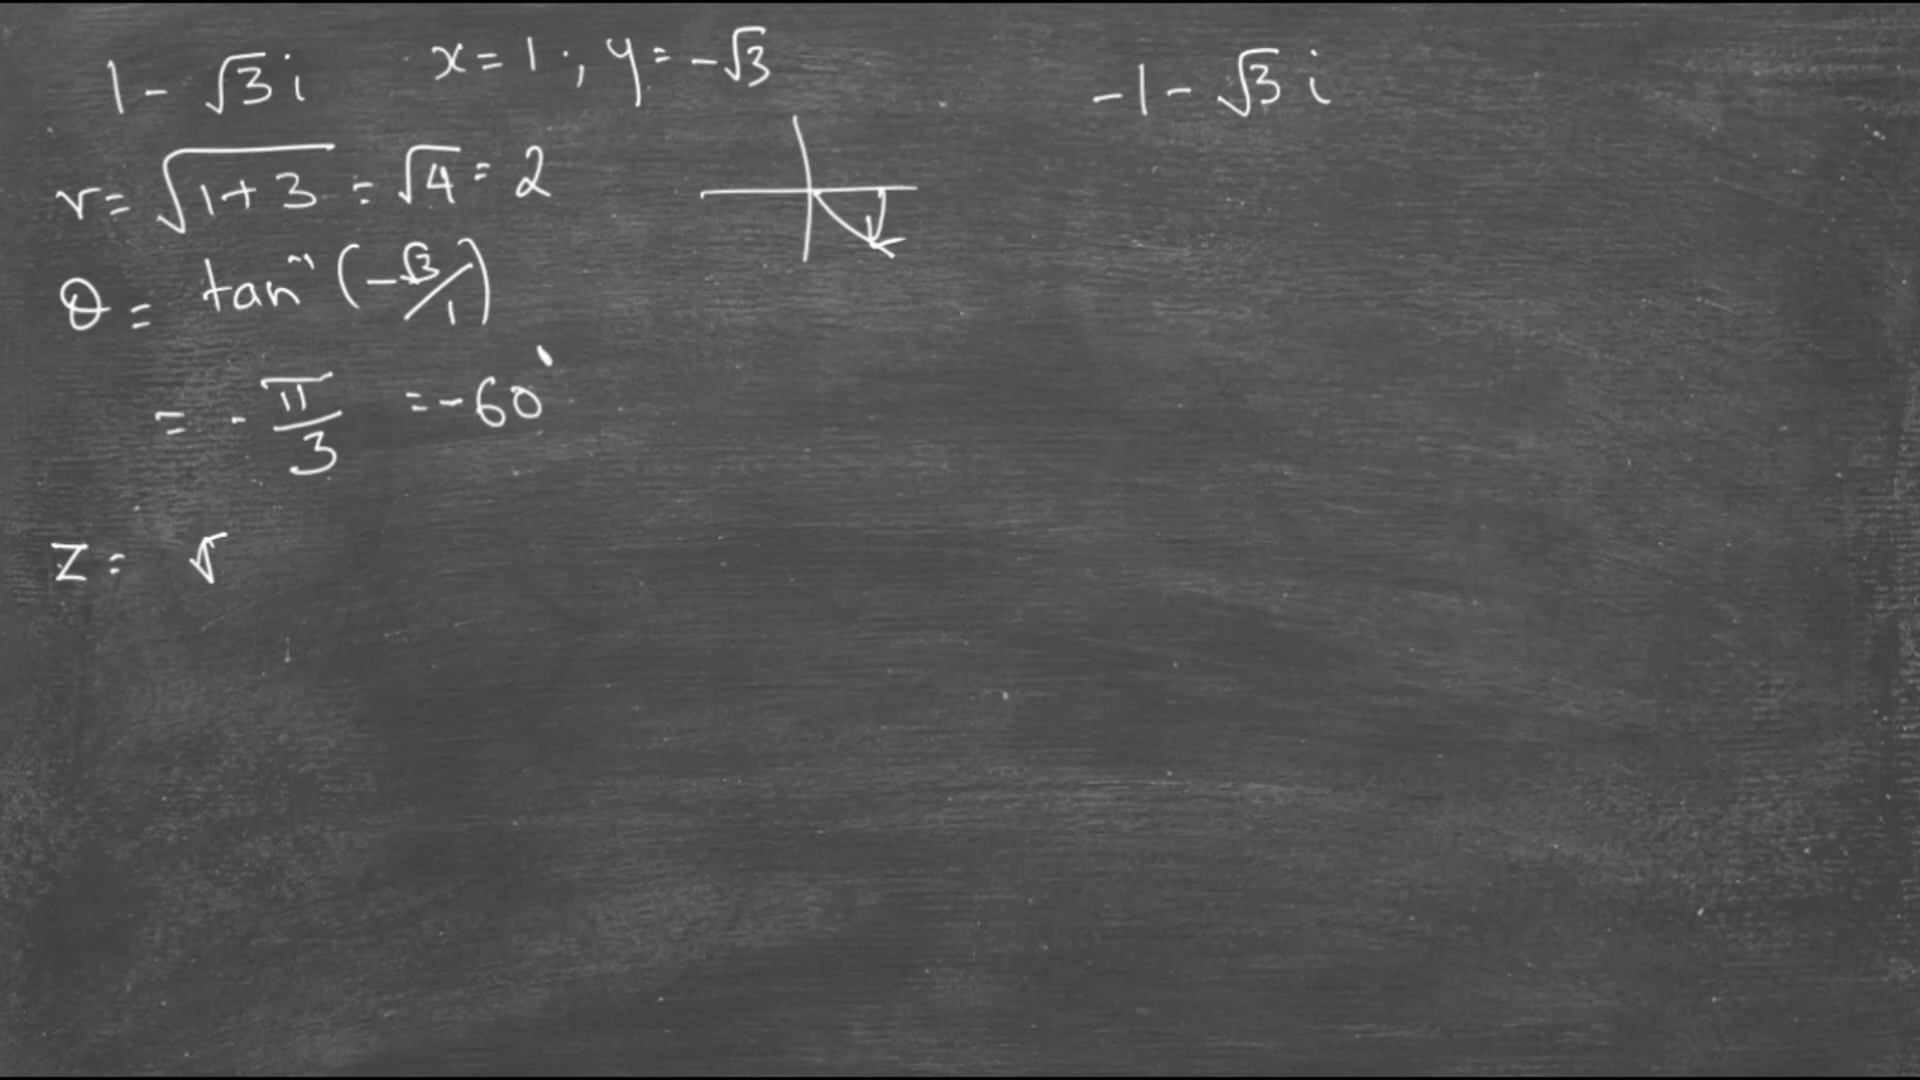 1 - √3 i x = 1 ; y = -√3
r = √1+3 = √4 = 2
θ = tan⁻¹ (-√3/1)
= - π/3 = -60°
z = r
-1 - √3 i